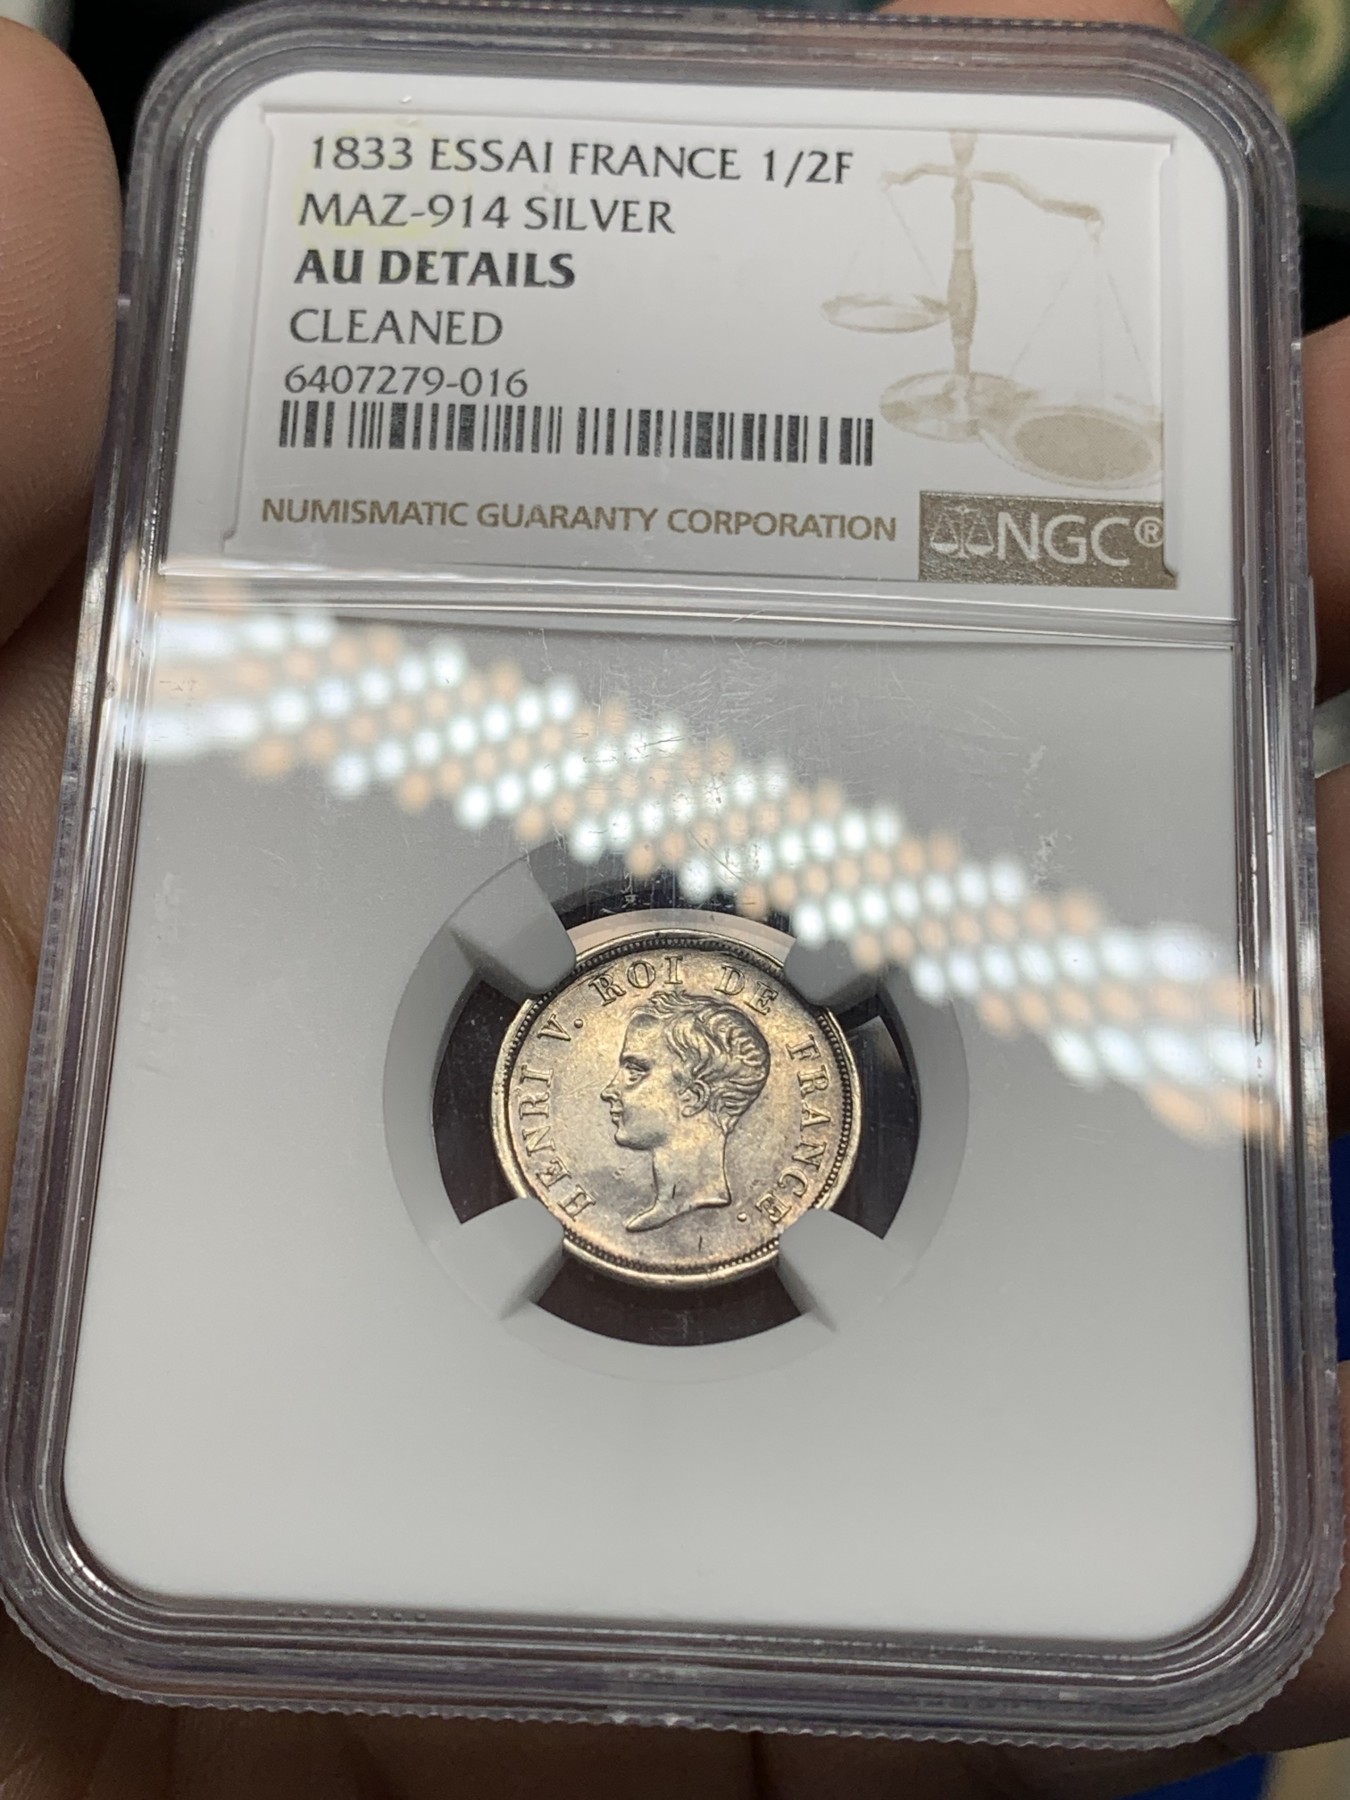 1833 ESSAI FRANCE 1/2F
MAZ-914 SILVER
AU DETAILS
CLEANED
6407279-016
NUMISMATIC GUARANTY CORPORATION
NGC®
HENRI V. ROI DE FRANCE.